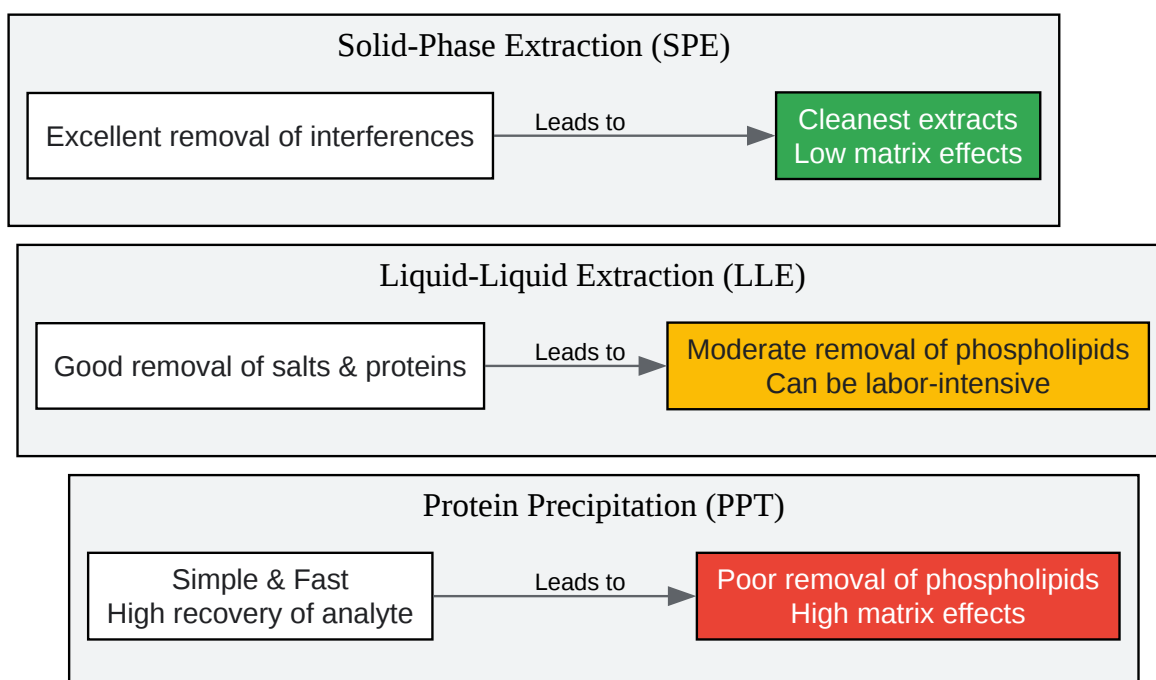 Solid-Phase Extraction (SPE)
Excellent removal of interferences
Leads to
Cleanest extracts
Low matrix effects
Liquid-Liquid Extraction (LLE)
Good removal of salts & proteins
Leads to
Moderate removal of phospholipids
Can be labor-intensive
Protein Precipitation (PPT)
Simple & Fast
High recovery of analyte
Leads to
Poor removal of phospholipids
High matrix effects